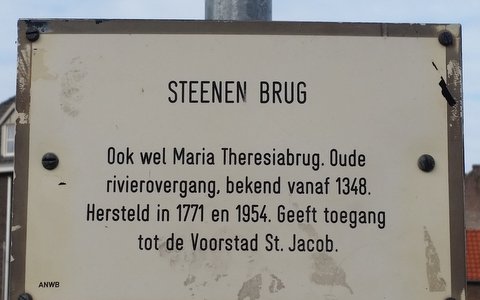 STEENEN BRUG
Ook wel Maria Theresiabrug. Oude
rivierovergang, bekend vanaf 1348.
Hersteld in 1771 en 1954. Geeft toegang
tot de Voorstad St. Jacob.
ANWB